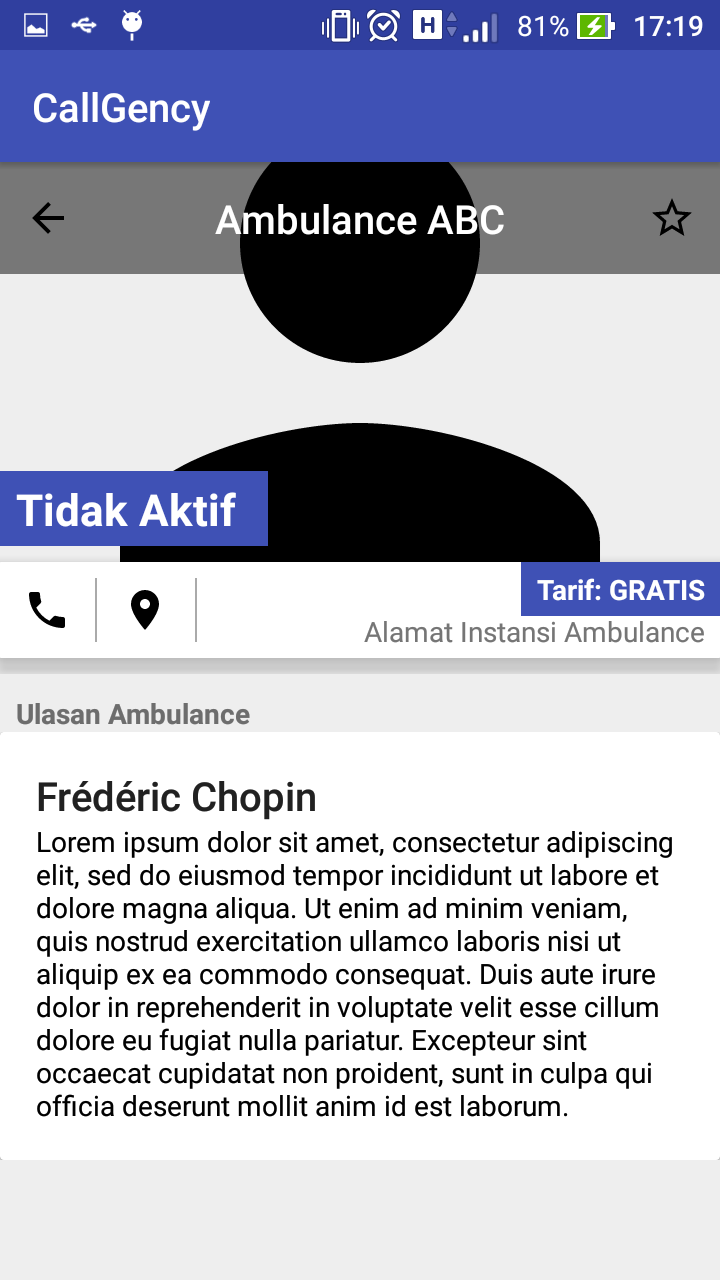 H 81% 17:19
CallGency
Ambulance ABC
Tidak Aktif
Tarif: GRATIS
Alamat Instansi Ambulance
Ulasan Ambulance
Frédéric Chopin
Lorem ipsum dolor sit amet, consectetur adipiscing
elit, sed do eiusmod tempor incididunt ut labore et
dolore magna aliqua. Ut enim ad minim veniam,
quis nostrud exercitation ullamco laboris nisi ut
aliquip ex ea commodo consequat. Duis aute irure
dolor in reprehenderit in voluptate velit esse cillum
dolore eu fugiat nulla pariatur. Excepteur sint
occaecat cupidatat non proident, sunt in culpa qui
officia deserunt mollit anim id est laborum.